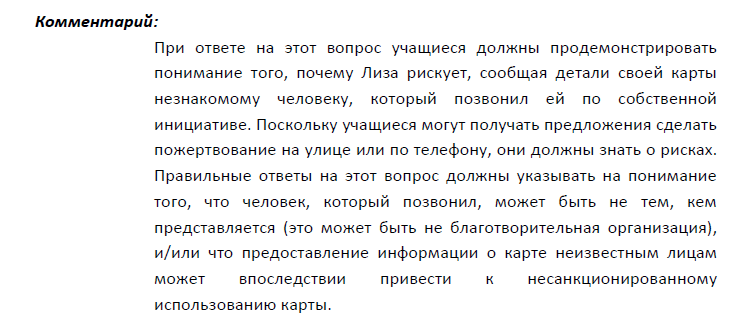 Комментарий:
При ответе на этот вопрос учащиеся должны продемонстрировать
понимание того, почему Лиза рискует, сообщая детали своей карты
незнакомому человеку, который позвонил ей по собственной
инициативе. Поскольку учащиеся могут получать предложения сделать
пожертвование на улице или по телефону, они должны знать о рисках.
Правильные ответы на этот вопрос должны указывать на понимание
того, что человек, который позвонил, может быть не тем, кем
представляется (это может быть не благотворительная организация),
и/или что предоставление информации о карте неизвестным лицам
может впоследствии привести к несанкционированному
использованию карты.